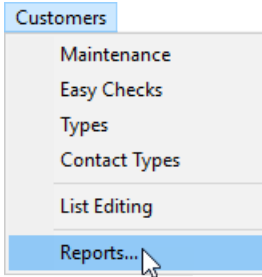 Customers
Maintenance
Easy Checks
Types
Contact Types
List Editing
Reports...